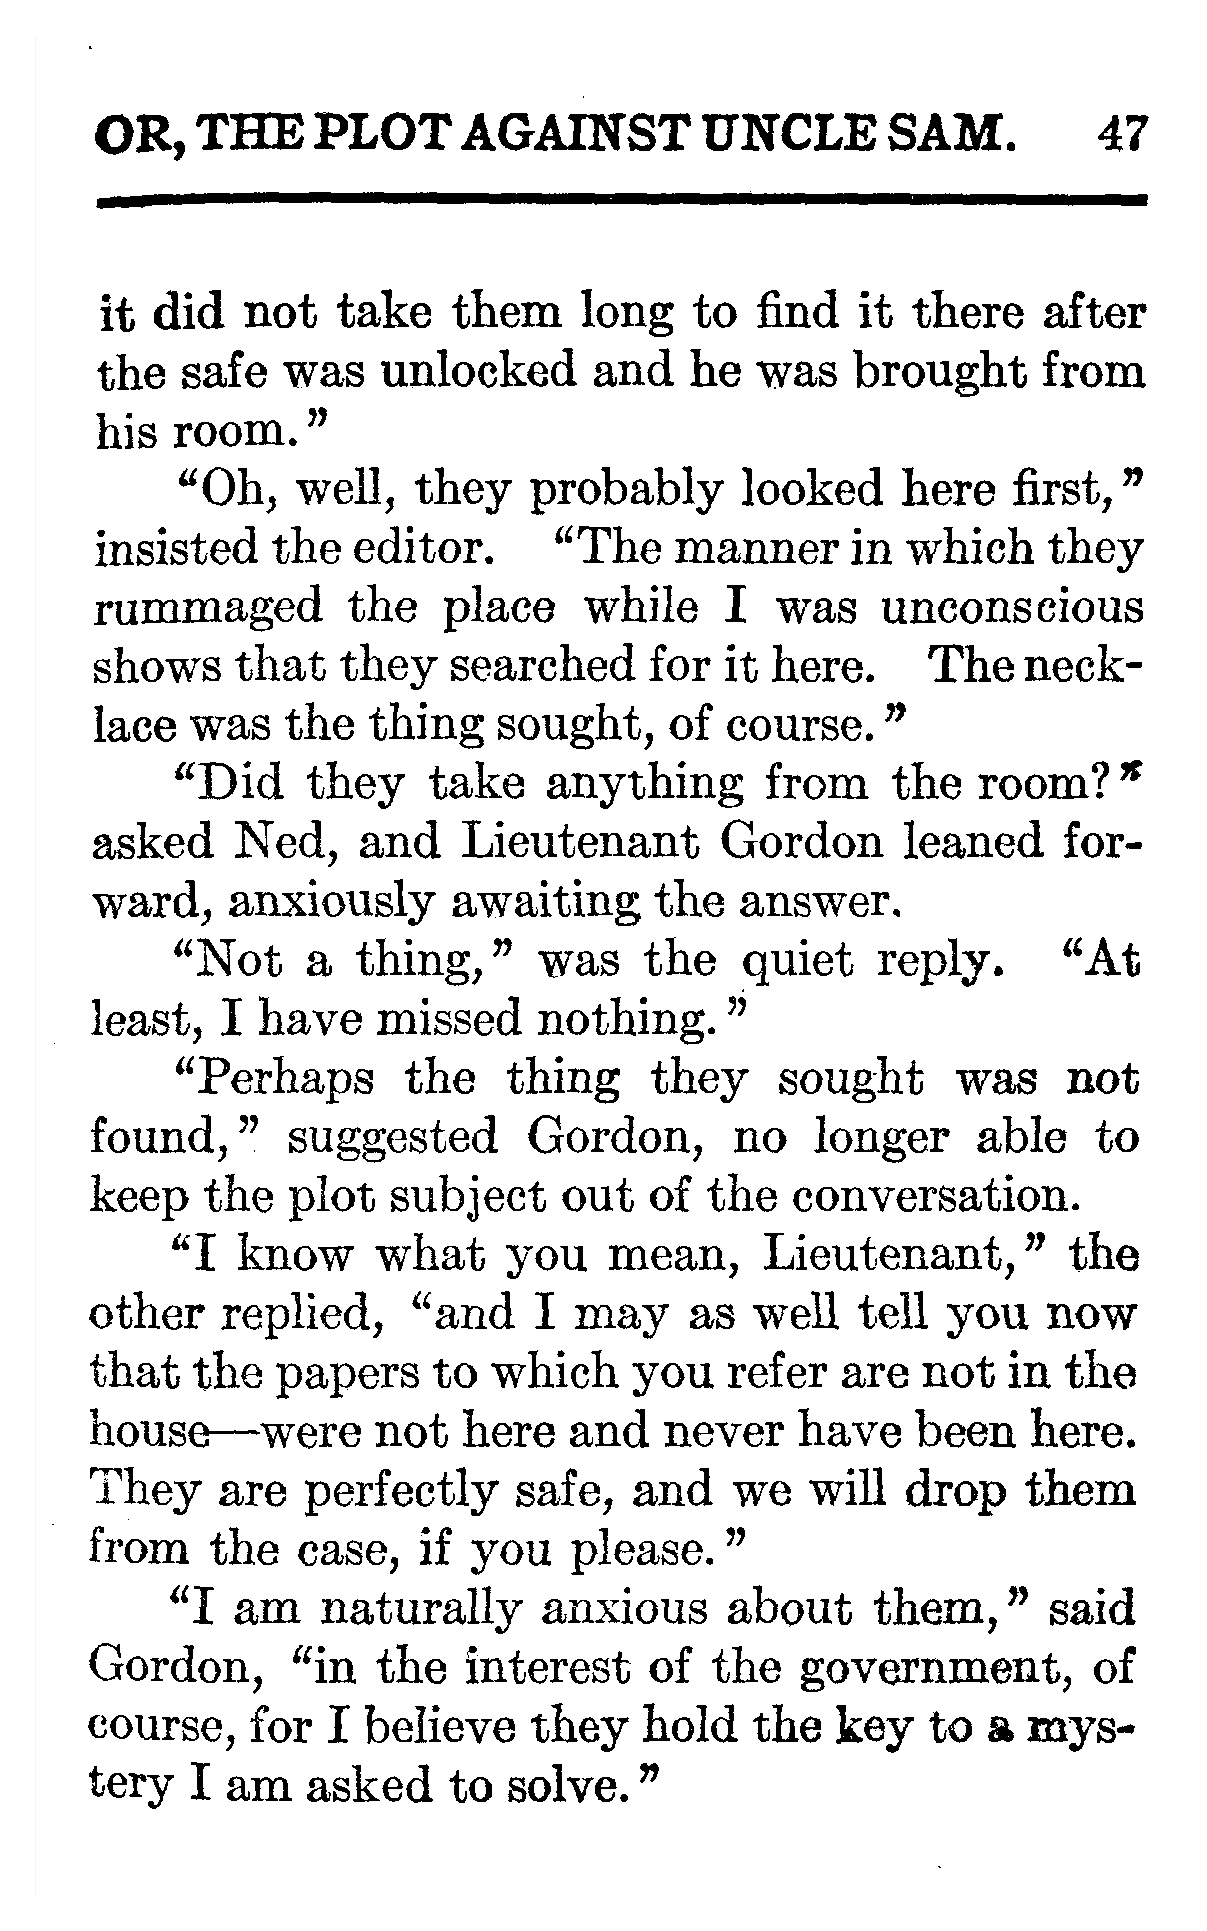 OR, THE PLOT AGAINST UNCLE SAM. 47
it did not take them long to find it there after
the safe was unlocked and he was brought from
his room.”
“Oh, well, they probably looked here first,”
insisted the editor. “The manner in which they
rummaged the place while I was unconscious
shows that they searched for it here. The neck-
lace was the thing sought, of course.”
“Did they take anything from the room?”
asked Ned, and Lieutenant Gordon leaned for-
ward, anxiously awaiting the answer.
“Not a thing,” was the quiet reply. “At
least, I have missed nothing.”
“Perhaps the thing they sought was not
found,” suggested Gordon, no longer able to
keep the plot subject out of the conversation.
“I know what you mean, Lieutenant,” the
other replied, “and I may as well tell you now
that the papers to which you refer are not in the
house—were not here and never have been here.
They are perfectly safe, and we will drop them
from the case, if you please.”
“I am naturally anxious about them,” said
Gordon, “in the interest of the government, of
course, for I believe they hold the key to a mys-
tery I am asked to solve.”